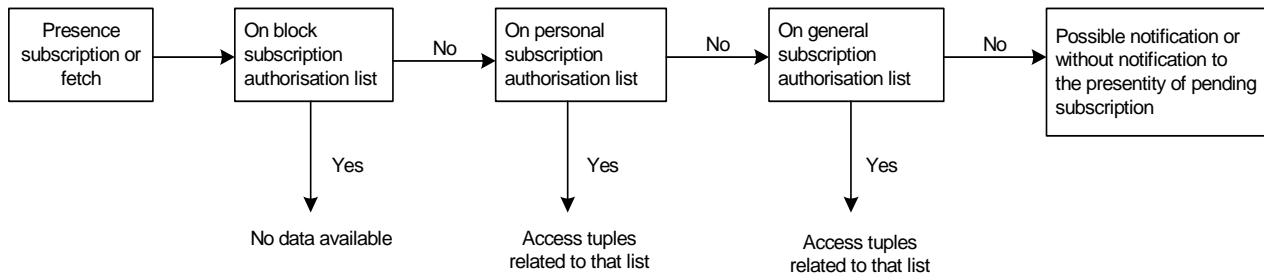 Presence
subscription or
fetch
On block
subscription
authorisation list
No
On personal
subscription
authorisation list
No
On general
subscription
authorisation list
No
Possible notification or
without notification to
the presentity of pending
subscription
Yes
Yes
Yes
No data available
Access tuples
related to that list
Access tuples
related to that list